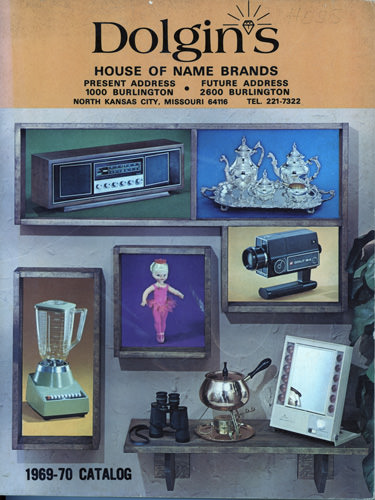 Dolgin's
HOUSE OF NAME BRANDS
PRESENT ADDRESS • FUTURE ADDRESS
1000 BURLINGTON 2600 BURLINGTON
NORTH KANSAS CITY, MISSOURI 64116 TEL. 221-7322
1969-70 CATALOG